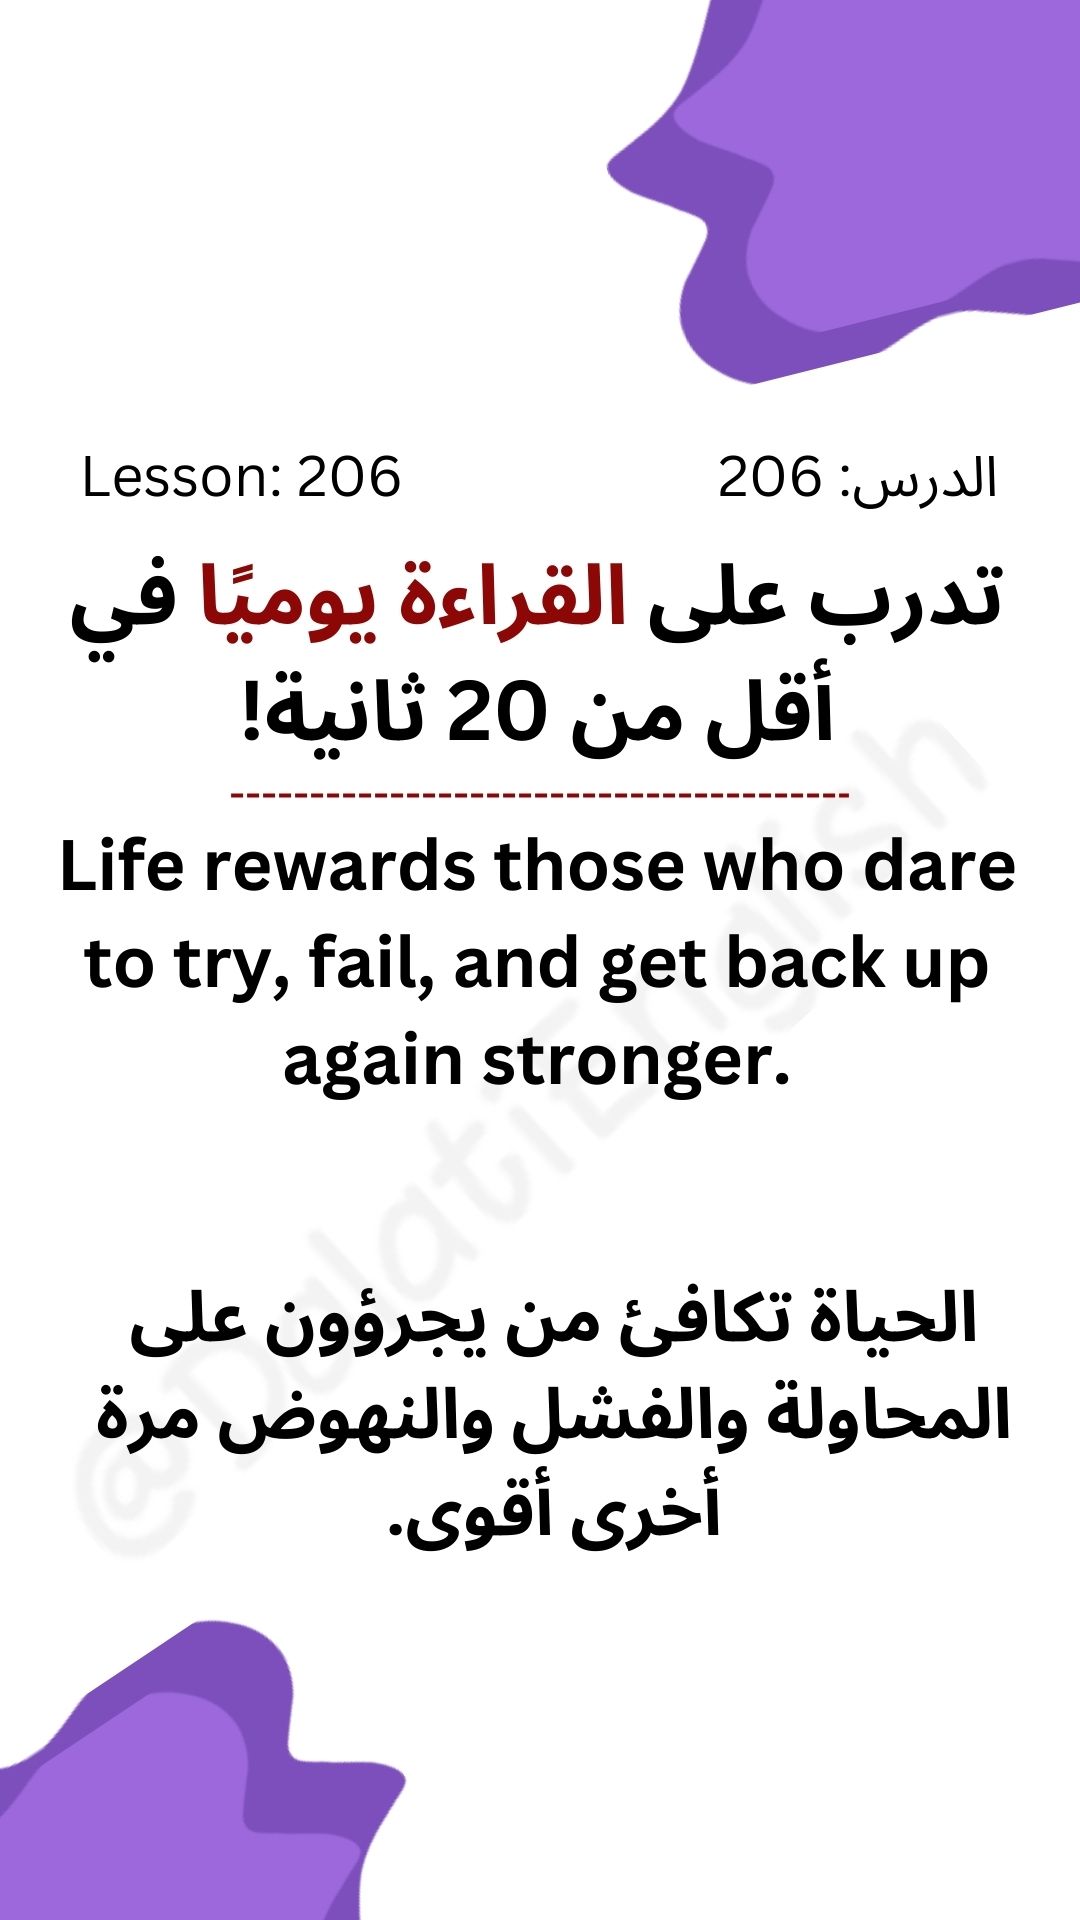 Lesson: 206
الدرس: 206
تدرب على القراءة يوميًا في
أقل من 20 ثانية!
---------------------------------------
Life rewards those who dare
to try, fail, and get back up
again stronger.
الحياة تكافئ من يجرؤون على
المحاولة والفشل والنهوض مرة
أخرى أقوى.
@DalatiEnglish